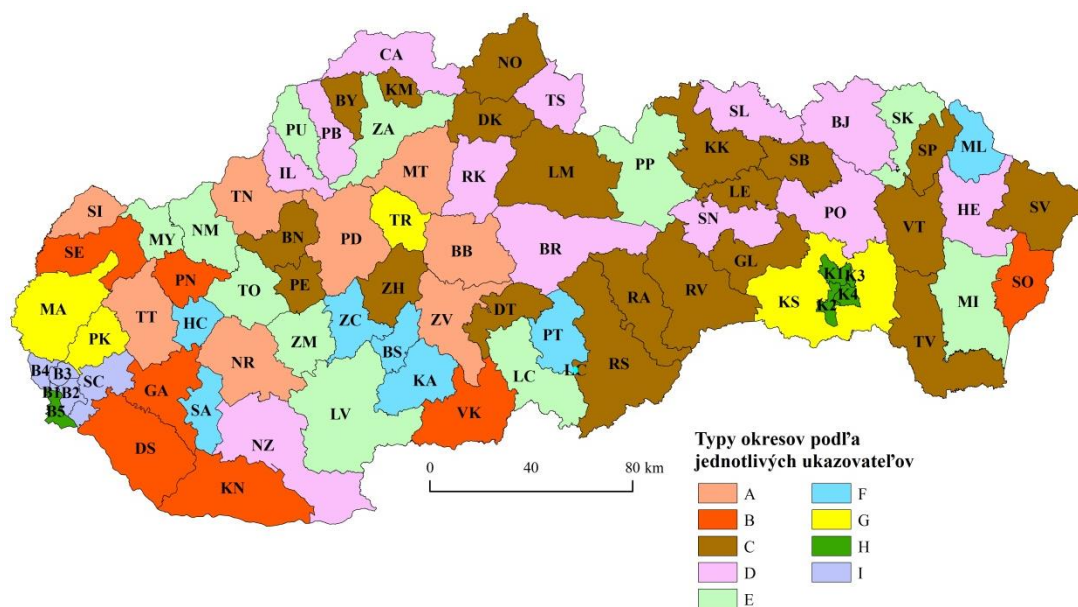 CA
NO
BY
KM
TS
DK
PU
PB
ZA
SL
BJ
SK
SP
ML
KK
SB
PP
IL
MT
RK
LM
LE
TN
SN
PO
VT
HE
SV
SI
TR
MY
NM
BN
PD
BB
BR
GL
SE
PN
PE
ZH
RA
RV
K1
K3
K4
K2
KS
SO
MI
TO
MA
TT
HC
ZC
ZV
DT
PT
LC
RS
TV
PK
ZM
BS
NR
B4
B3
SC
B1
B2
B5
GA
SA
LV
KA
VK
LC
DS
NZ
KN
Typy okresov podľa
jednotlivých ukazovateľov
0 40 80 km
A F
B G
C H
D I
E